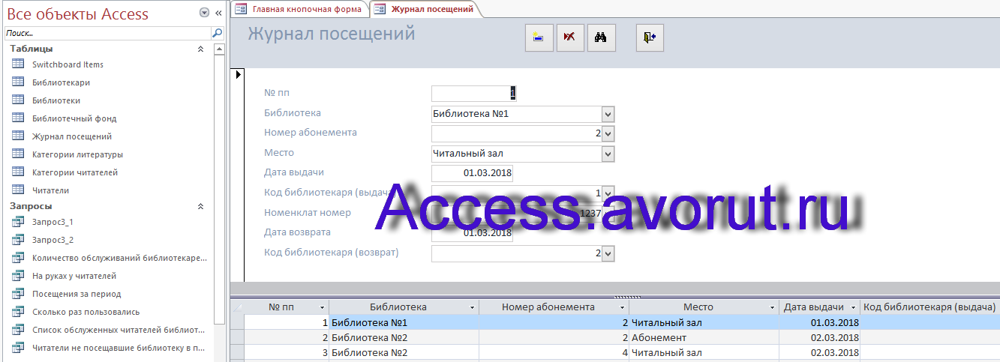 Все объекты Access
Поиск...
Таблицы
Switchboard Items
Библиотекари
Библиотеки
Библиотечный фонд
Журнал посещений
Категории литературы
Категории читателей
Читатели
Запросы
Запрос3_1
Запрос3_2
Количество обслуживаний библиотекаре...
На руках у читателей
Посещения за период
Сколько раз пользовались
Список обслуженных читателей библиот...
Читатели не посещавшие библиотеку в п...
Главная кнопочная форма
Журнал посещений
Журнал посещений
№ пп 1
Библиотека Библиотека №1
Номер абонемента 2
Место Читальный зал
Дата выдачи 01.03.2018
Код библиотекаря (выдача) 1
Номенклат номер 1237
Дата возврата 01.03.2018
Код библиотекаря (возврат) 2
Access.avorut.ru
№ пп Библиотека Номер абонемента Место Дата выдачи Код библиотекаря (выдача)
1 Библиотека №1 2 Читальный зал 01.03.2018
2 Библиотека №2 2 Абонемент 02.03.2018
3 Библиотека №2 4 Читальный зал 02.03.2018